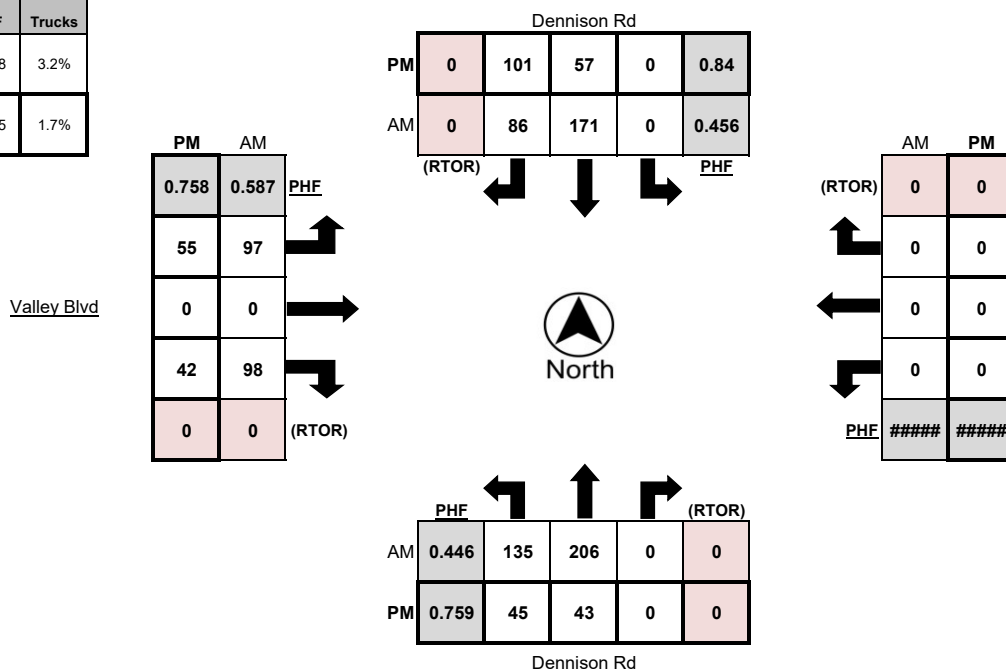 Trucks
3.2%
1.7%
Dennison Rd
PM 0 101 57 0 0.84
AM 0 86 171 0 0.456
(RTOR) PHF
PM AM
0.758 0.587 PHF
55 97
Valley Blvd 0 0
42 98
0 0 (RTOR)
North
AM PM
(RTOR) 0 0
0 0
0 0
0 0
PHF ##### #####
PHF (RTOR)
AM 0.446 135 206 0 0
PM 0.759 45 43 0 0
Dennison Rd